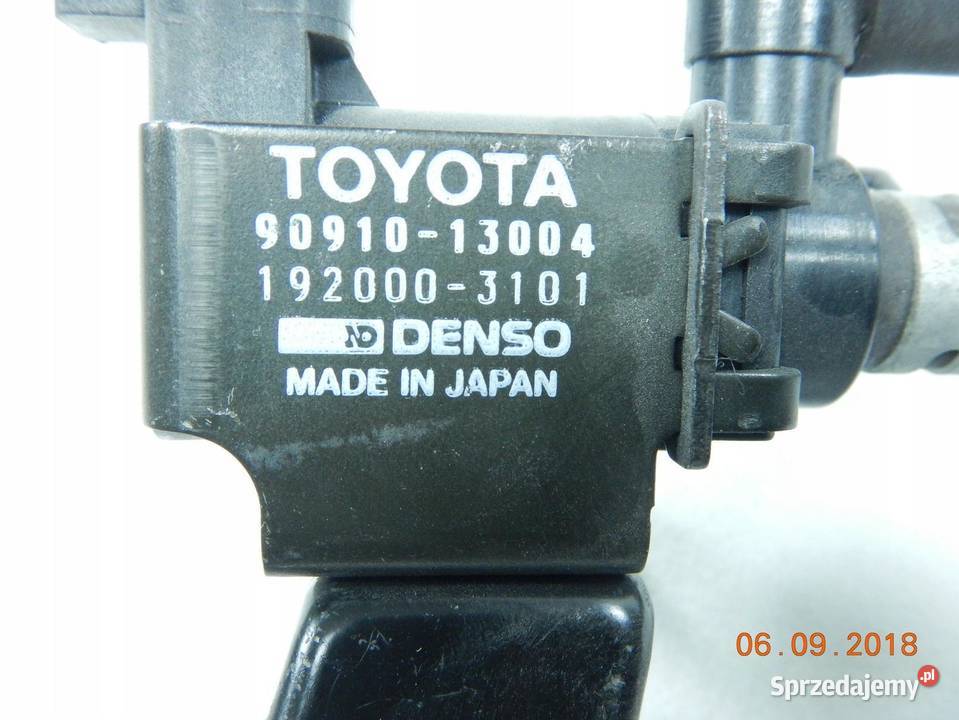 TOYOTA
90910-13004
192000-3101
ND DENSO
MADE IN JAPAN
06.09.2018
Sprzedajemy.pl